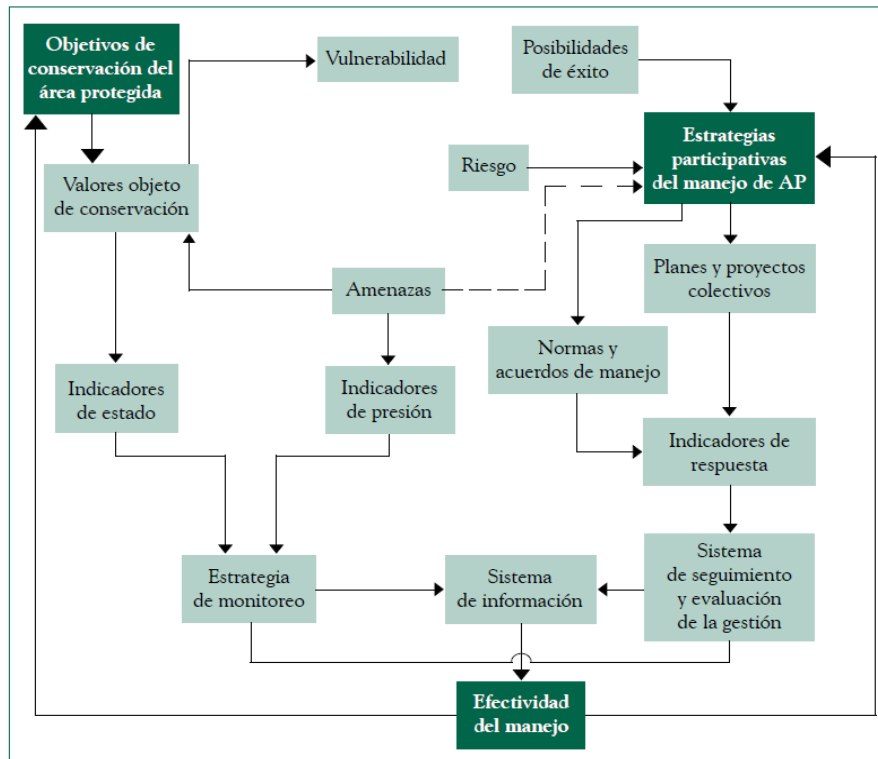 Objetivos de
conservación del
área protegida
Vulnerabilidad
Posibilidades
de éxito
Estrategias
participativas
del manejo de AP
Riesgo
Valores objeto
de conservación
Amenazas
Planes y proyectos
colectivos
Normas y
acuerdos de manejo
Indicadores
de estado
Indicadores
de presión
Indicadores de
respuesta
Estrategia
de monitoreo
Sistema
de información
Sistema
de seguimiento
y evaluación
de la gestión
Efectividad
del manejo